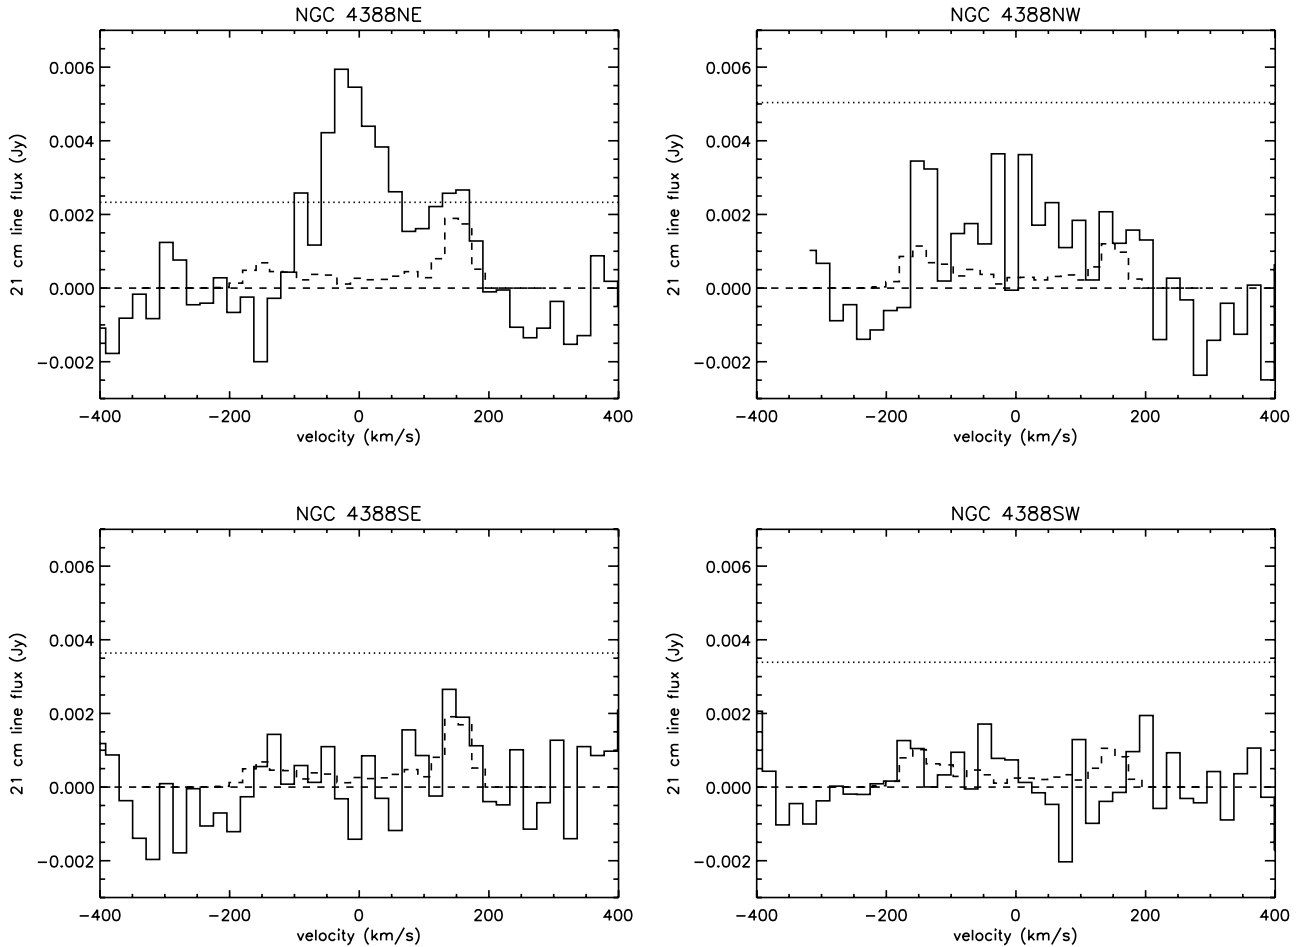 NGC 4388NE
0.006
0.004
0.002
0.000
−0.002
21 cm line flux (Jy)
−400 −200 0 200 400
velocity (km/s)
NGC 4388NW
0.006
0.004
0.002
0.000
−0.002
21 cm line flux (Jy)
−400 −200 0 200 400
velocity (km/s)
NGC 4388SE
0.006
0.004
0.002
0.000
−0.002
21 cm line flux (Jy)
−400 −200 0 200 400
velocity (km/s)
NGC 4388SW
0.006
0.004
0.002
0.000
−0.002
21 cm line flux (Jy)
−400 −200 0 200 400
velocity (km/s)